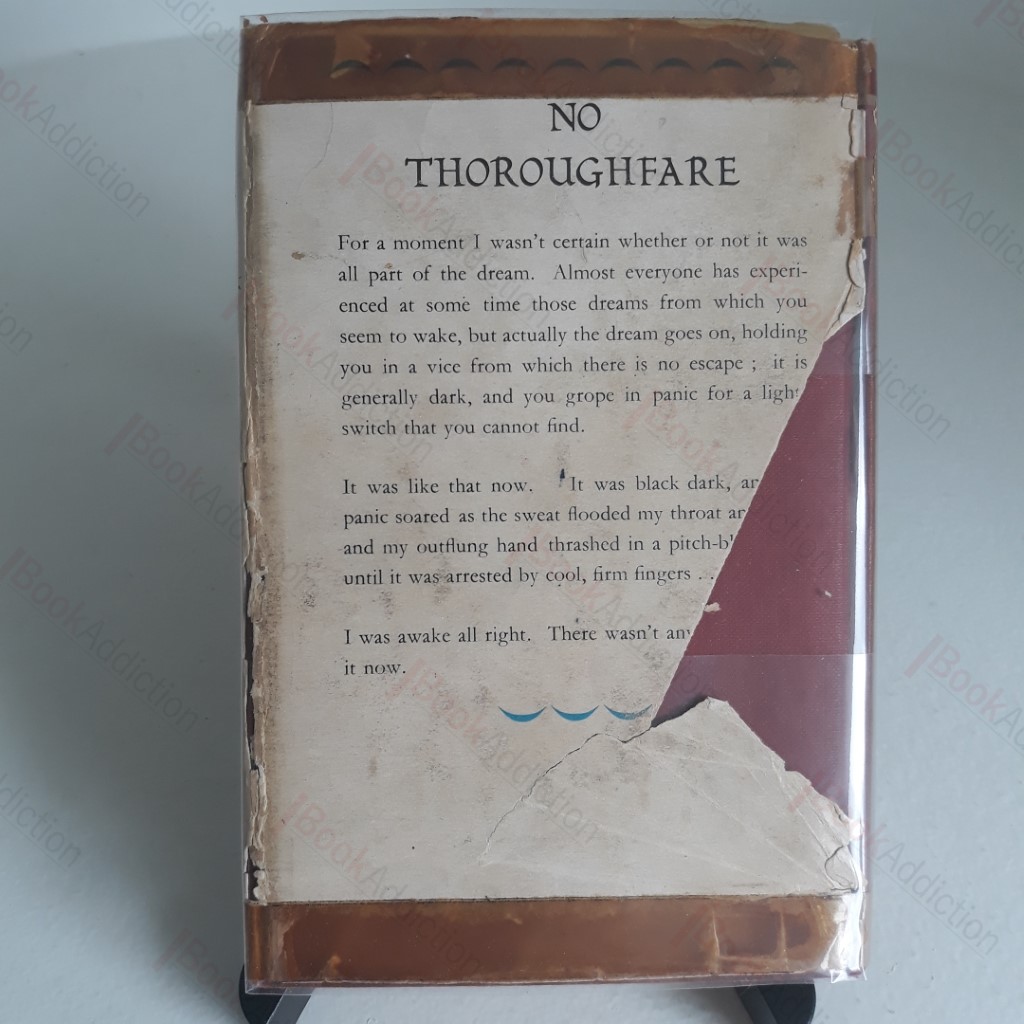 NO
THOROUGHFARE
For a moment I wasn't certain whether or not it was
all part of the dream. Almost everyone has experi-
enced at some time those dreams from which you
seem to wake, but actually the dream goes on, holding
you in a vice from which there is no escape ; it is
generally dark, and you grope in panic for a light
switch that you cannot find.
It was like that now. It was black dark,
panic soared as the sweat flooded my throat
and my outflung hand thrashed in a
until it was arrested by cool, firm fingers . .
I was awake all right. There wasn't
it now.
|BookAddiction